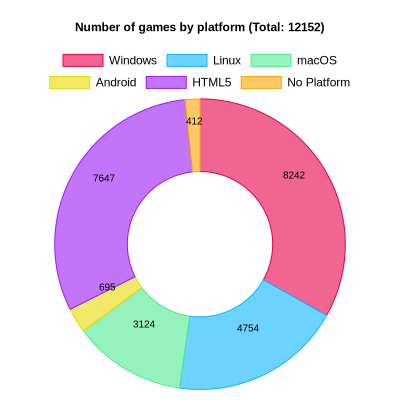 Number of games by platform (Total: 12152)
Windows Linux macOS
Android HTML5 No Platform
412
8242
7647
695
3124
4754